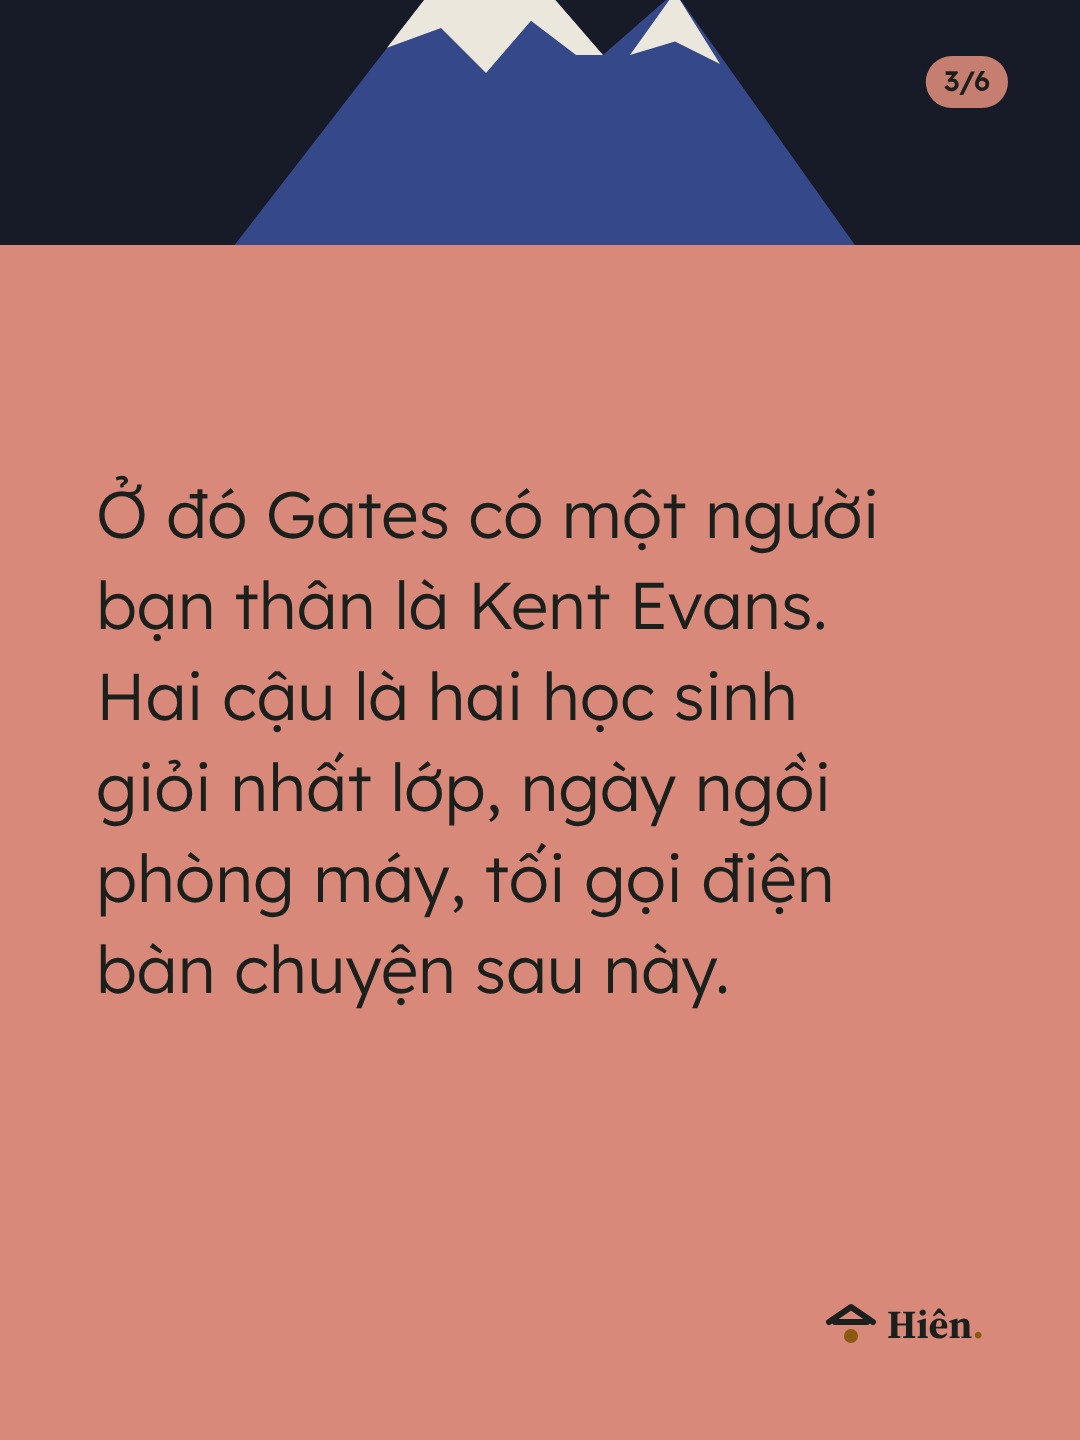 3/6
Ở đó Gates có một người
bạn thân là Kent Evans.
Hai cậu là hai học sinh
giỏi nhất lớp, ngày ngồi
phòng máy, tối gọi điện
bàn chuyện sau này.
Hiên.